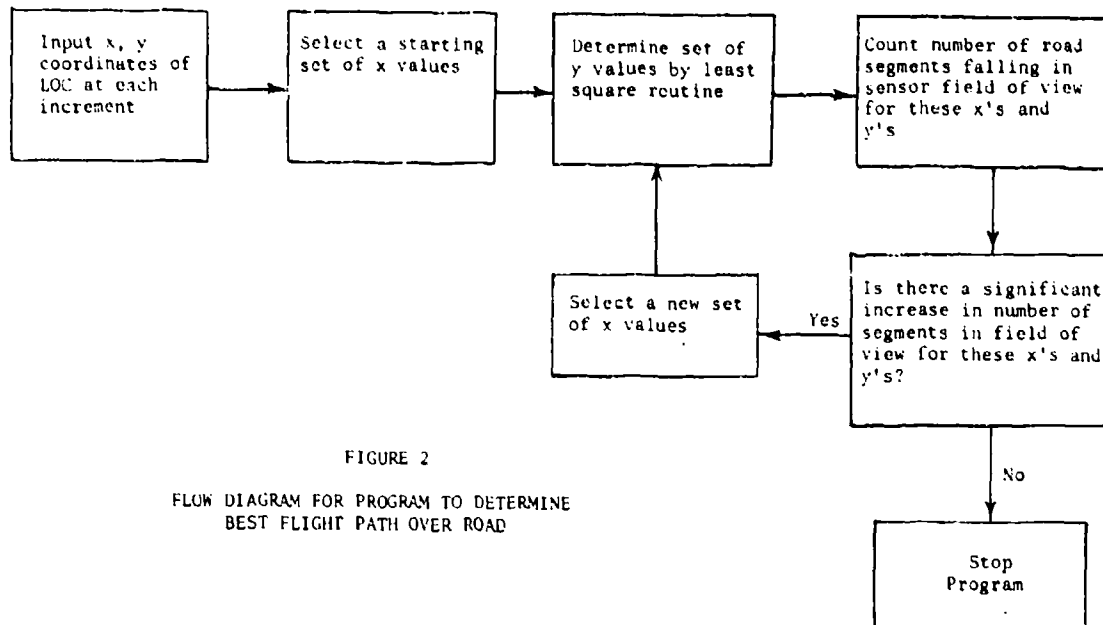 Input x, y
coordinates of
LOC at each
increment
Select a starting
set of x values
Determine set of
y values by least
square routine
Count number of road
segments falling in
sensor field of view
for these x's and
y's
Is there a significant
increase in number of
segments in field of
view for these x's and
y's?
Yes
Select a new set
of x values
No
Stop
Program
FIGURE 2
FLOW DIAGRAM FOR PROGRAM TO DETERMINE
BEST FLIGHT PATH OVER ROAD